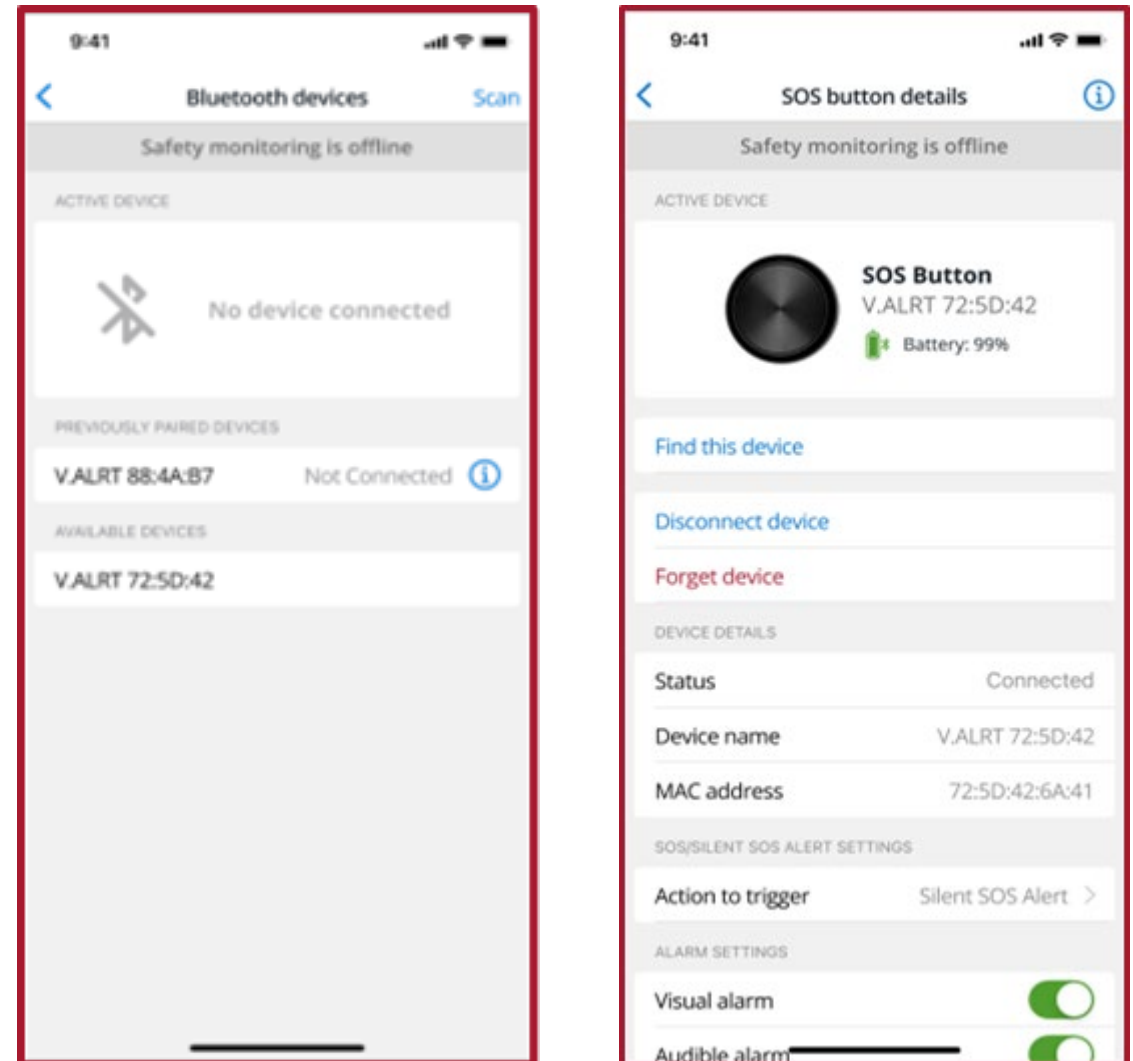 9:41
Bluetooth devices
Scan
Safety monitoring is offline
ACTIVE DEVICE
No device connected
PREVIOUSLY PAIRED DEVICES
V.ALRT 88:4A:B7 Not Connected
AVAILABLE DEVICES
V.ALRT 72:5D:42
9:41
SOS button details
Safety monitoring is offline
ACTIVE DEVICE
SOS Button
V.ALRT 72:5D:42
Battery: 99%
Find this device
Disconnect device
Forget device
DEVICE DETAILS
Status Connected
Device name V.ALRT 72:5D:42
MAC address 72:5D:42:6A:41
SOS/SILENT SOS ALERT SETTINGS
Action to trigger Silent SOS Alert
ALARM SETTINGS
Visual alarm
Audible alarm